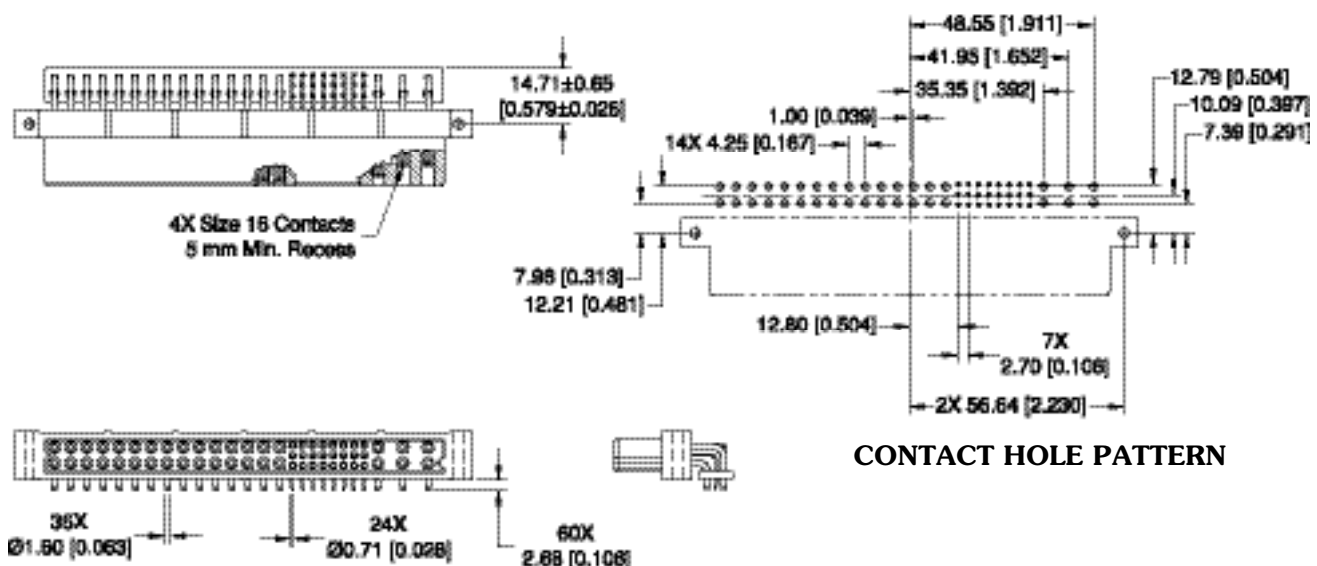 14.71±0.65
[0.579±0.026]
4X Size 16 Contacts
5 mm Min. Recess
48.55 [1.911]
41.95 [1.652]
35.35 [1.392]
1.00 [0.039]
14X 4.25 [0.167]
12.79 [0.504]
10.09 [0.397]
7.39 [0.291]
7.98 [0.313]
12.21 [0.481]
12.80 [0.504]
7X
2.70 [0.106]
2X 56.64 [2.230]
CONTACT HOLE PATTERN
36X
Ø1.60 [0.063]
24X
Ø0.71 [0.028]
60X
2.68 [0.106]